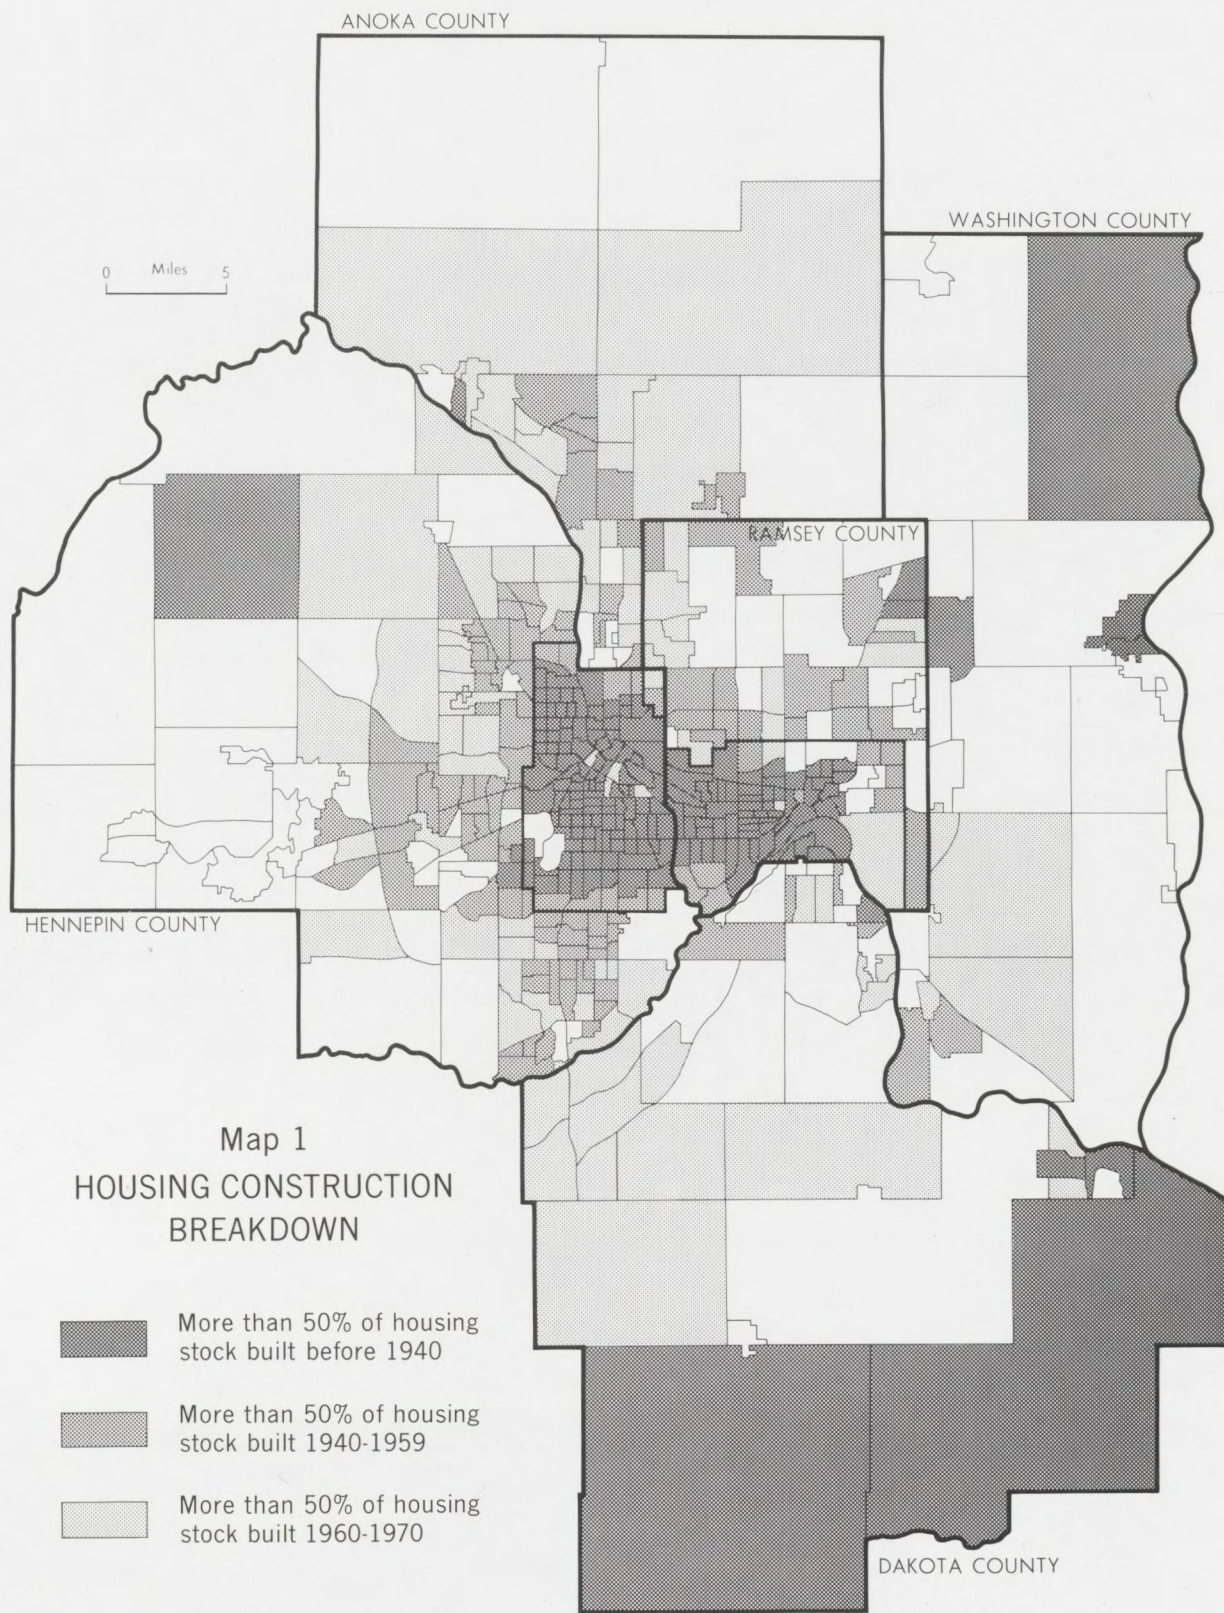 ANOKA COUNTY
WASHINGTON COUNTY
0 Miles 5
RAMSEY COUNTY
HENNEPIN COUNTY
Map 1
HOUSING CONSTRUCTION
BREAKDOWN
More than 50% of housing
stock built before 1940
More than 50% of housing
stock built 1940-1959
More than 50% of housing
stock built 1960-1970
DAKOTA COUNTY